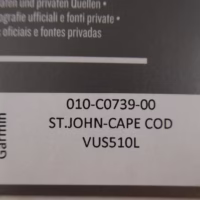 ten und privaten Quellen •
ografie ufficiali e fonti private •
s oficiais e fontes privadas
Garmin
010-C0739-00
ST.JOHN-CAPE COD
VUS510L